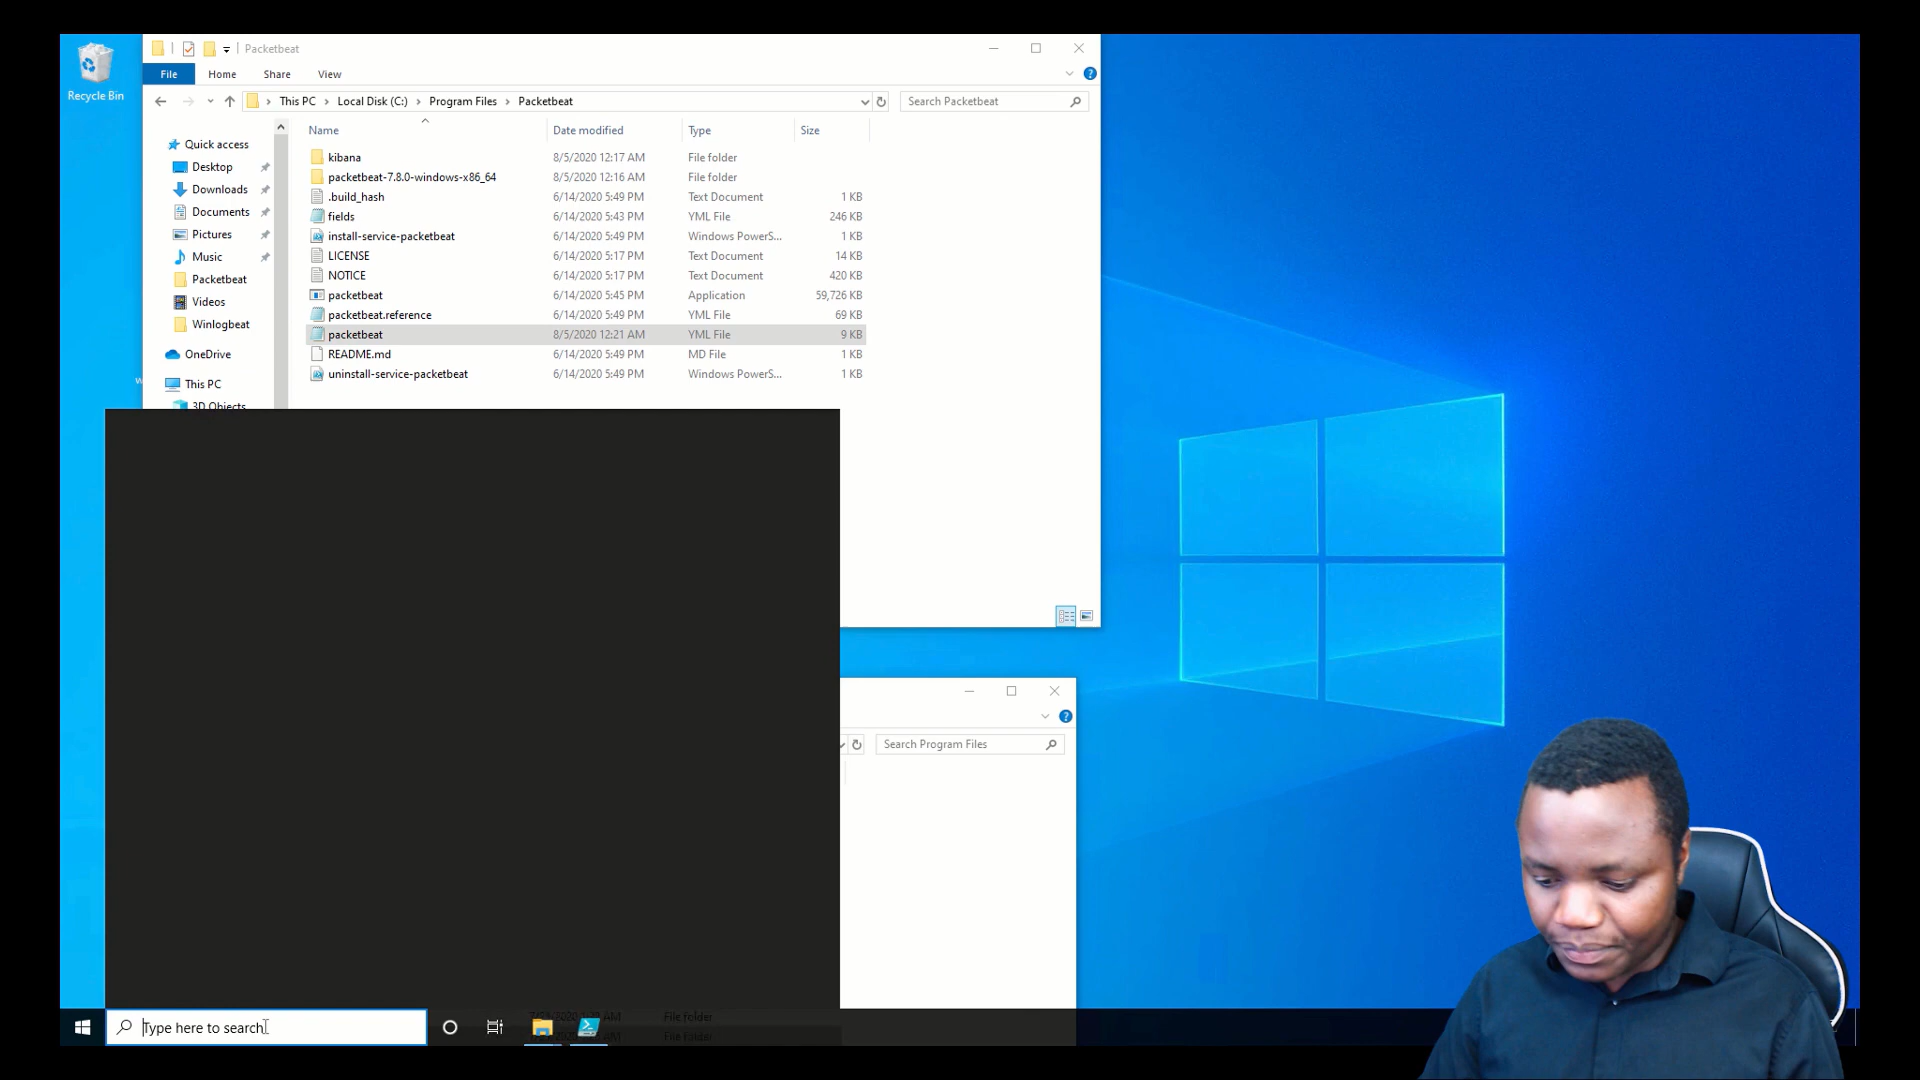 Recycle Bin
Packetbeat
File Home Share View
This PC Local Disk (C:) Program Files Packetbeat
Search Packetbeat
Name Date modified Type Size
Quick access
Desktop
Downloads
Documents
Pictures
Music
Packetbeat
Videos
Winlogbeat
OneDrive
This PC
3D Objects
kibana 8/5/2020 12:17 AM File folder
packetbeat-7.8.0-windows-x86_64 8/5/2020 12:16 AM File folder
.build_hash 6/14/2020 5:49 PM Text Document 1 KB
fields 6/14/2020 5:43 PM YML File 246 KB
install-service-packetbeat 6/14/2020 5:49 PM Windows PowerS... 1 KB
LICENSE 6/14/2020 5:17 PM Text Document 14 KB
NOTICE 6/14/2020 5:17 PM Text Document 420 KB
packetbeat 6/14/2020 5:45 PM Application 59,726 KB
packetbeat.reference 6/14/2020 5:49 PM YML File 69 KB
packetbeat 8/5/2020 12:21 AM YML File 9 KB
README.md 6/14/2020 5:49 PM MD File 1 KB
uninstall-service-packetbeat 6/14/2020 5:49 PM Windows PowerS... 1 KB
Search Program Files
File folder
File folder
Type here to search